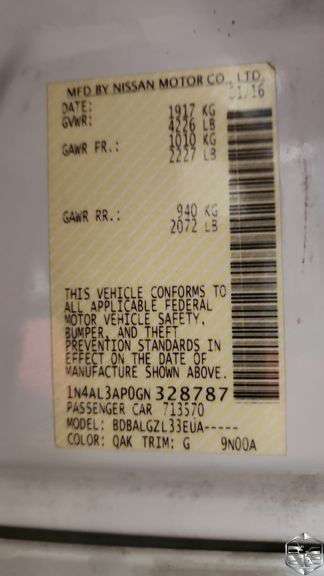 MFD BY NISSAN MOTOR CO., LTD.
DATE: 01/16
GVWR: 1917 KG
4226 LB
GAWR FR.: 1010 KG
2227 LB
GAWR RR.: 940 KG
2072 LB
THIS VEHICLE CONFORMS TO
ALL APPLICABLE FEDERAL
MOTOR VEHICLE SAFETY,
BUMPER, AND THEFT
PREVENTION STANDARDS IN
EFFECT ON THE DATE OF
MANUFACTURE SHOWN ABOVE.
1N4AL3AP0GN 328787
PASSENGER CAR 713570
MODEL: BDBALGZL33EUA-----
COLOR: QAK TRIM: G 9N00A